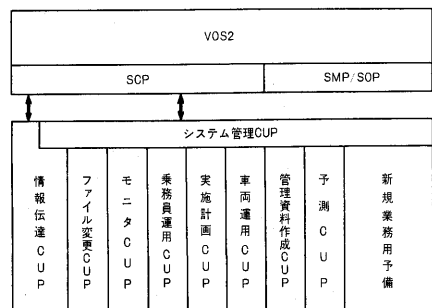 VOS2
SCP
SMP/SOP
システム管理CUP
情報伝達CUP
ファイル変更CUP
モニタCUP
乗務員運用CUP
実施計画CUP
車両運用CUP
管理資料作成CUP
予測CUP
新規業務用予備